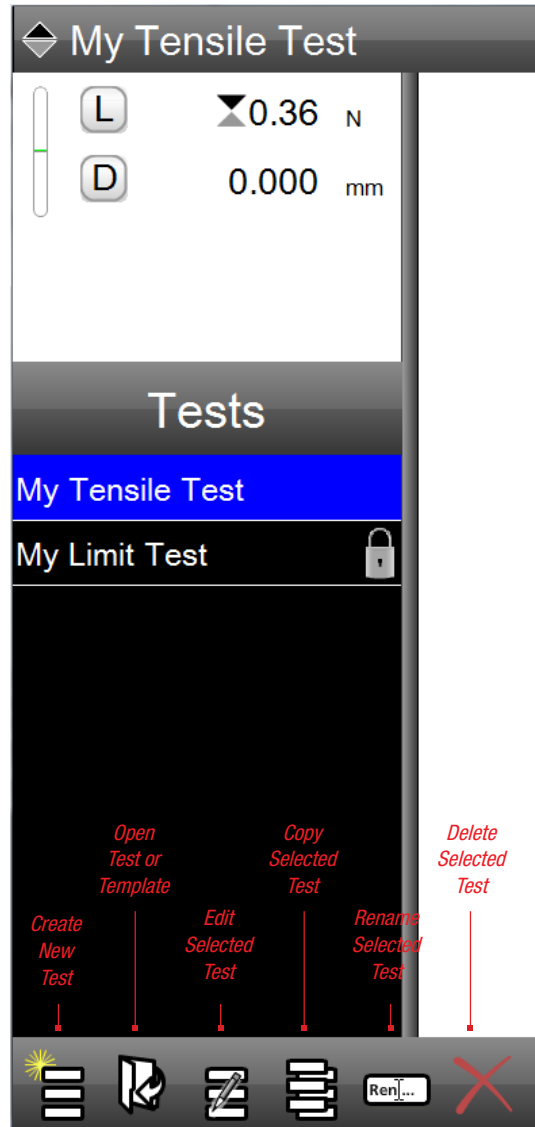 My Tensile Test
L 0.36 N
D 0.000 mm
Tests
My Tensile Test
My Limit Test
Open
Test or
Template
Copy
Selected
Test
Delete
Selected
Test
Create
New
Test
Edit
Selected
Test
Rename
Selected
Test
Ren...